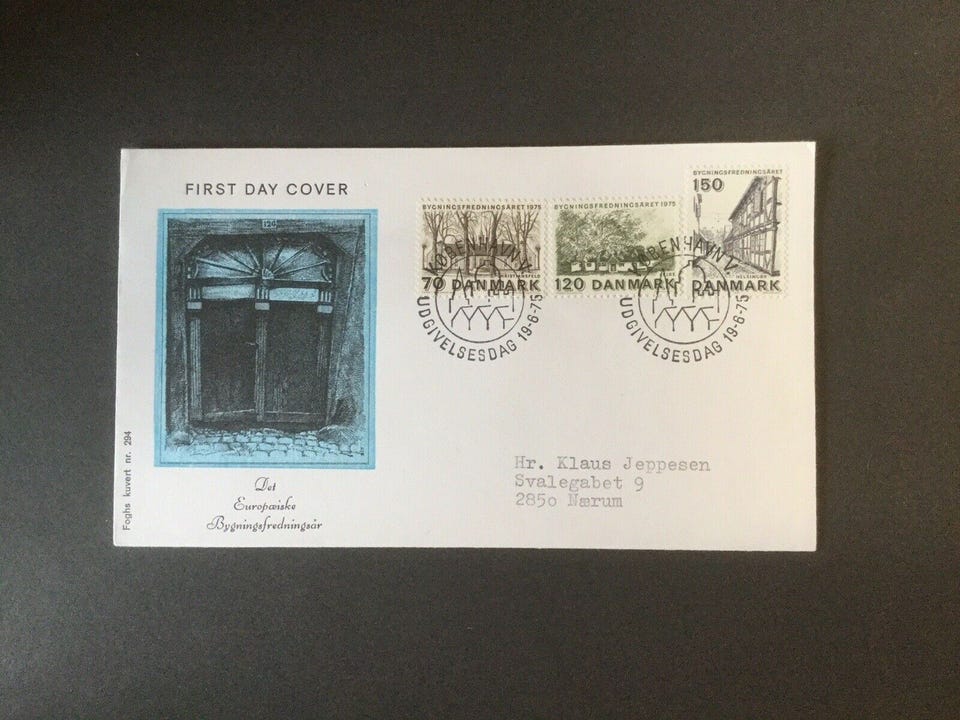 FIRST DAY COVER
126
Foghs kuvert nr. 294
Det
Europæiske
Bygningsfredningsår
BYGNINGSFREDNINGSÅRET 1975
70 DANMARK
BYGNINGSFREDNINGSÅRET 1975
120 DANMARK
BYGNINGSFREDNINGSÅRET
150
HELSINGØR
DANMARK
KØBENHAVN V.
UDGIVELSESDAG 19-6-75
KØBENHAVN V.
UDGIVELSESDAG 19-6-75
Hr. Klaus Jeppesen
Svalegabet 9
2850 Nærum